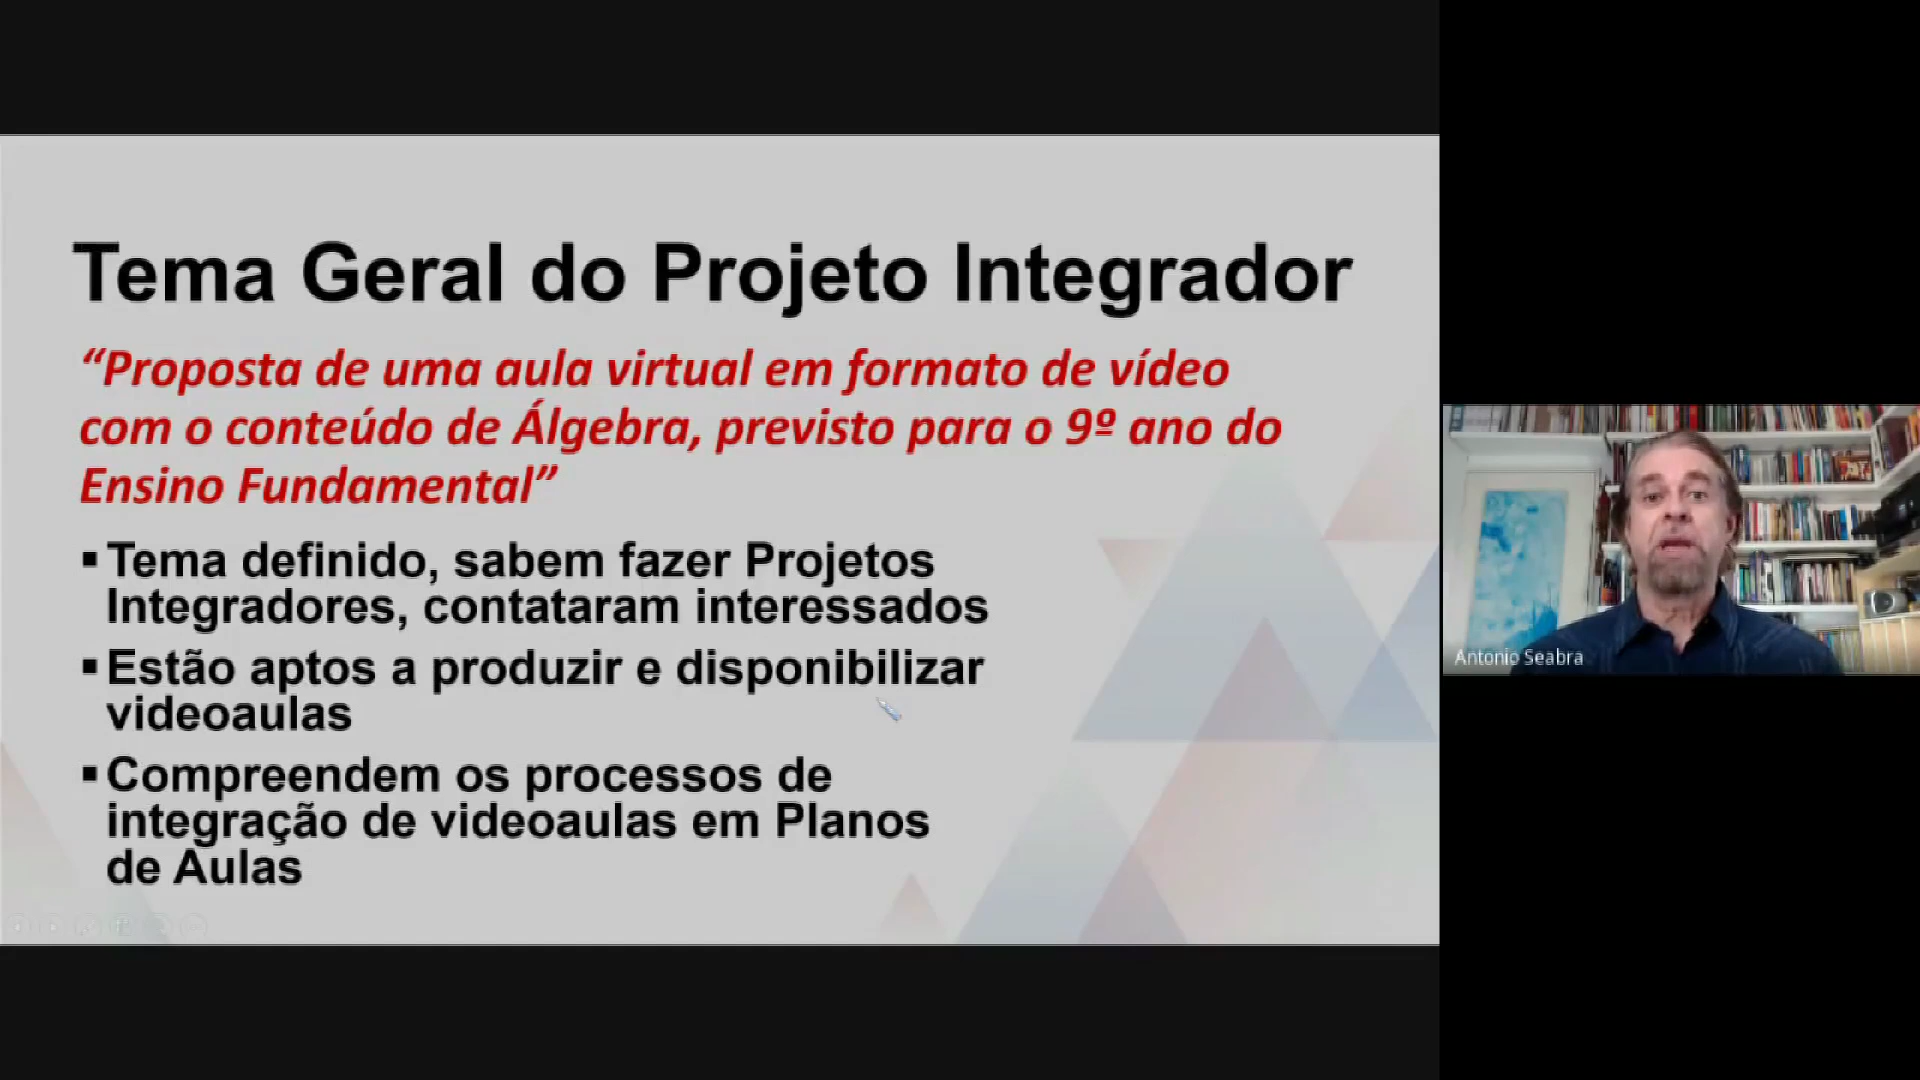 Tema Geral do Projeto Integrador
“Proposta de uma aula virtual em formato de vídeo
com o conteúdo de Álgebra, previsto para o 9º ano do
Ensino Fundamental”
▪Tema definido, sabem fazer Projetos
Integradores, contataram interessados
▪Estão aptos a produzir e disponibilizar
videoaulas
▪Compreendem os processos de
integração de videoaulas em Planos
de Aulas
Antonio Seabra